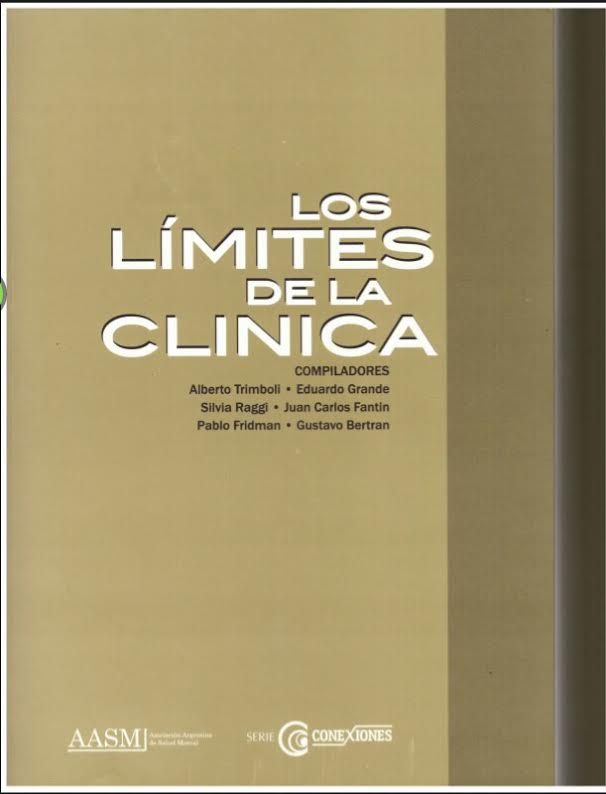 LOS
LÍMITES
DE LA
CLINICA
COMPILADORES
Alberto Trimboli • Eduardo Grande
Silvia Raggi • Juan Carlos Fantin
Pablo Fridman • Gustavo Bertran
AASM
Asociación Argentina
de Salud Mental
SERIE CONEXIONES